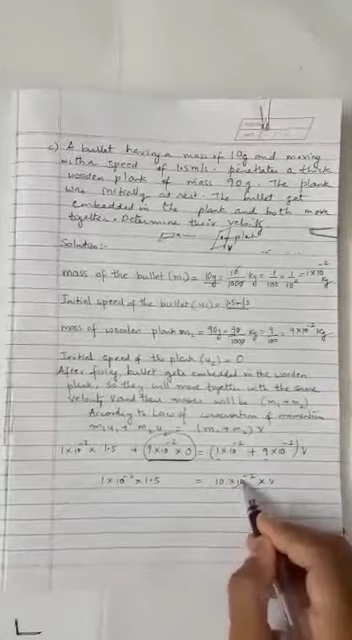 c) A bullet having a mass of 10g and moving
with a speed of 1.5m/s. penetrates a thick
wooden plank of mass 90g. The plank
was initially at rest. The bullet get
embedded in the plank and both move
together. Determine their velocity
plank
Solution:-
mass of the bullet (m₁) = 10g = 10/1000 kg = 1/100 = 1/10² = 1×10⁻² kg
Initial speed of the bullet (u₁) = 1.5m/s
mass of wooden plank m₂ = 90g = 90/1000 kg = 9/100 = 9×10⁻² kg
Initial speed of the plank (u₂) = 0
After firing, bullet gets embedded in the wooden
plank, so they will move together with the same
velocity v and their masses will be (m₁+m₂)
According to Law of conservation of momentum
m₁u₁ + m₂u₂ = (m₁+m₂) v
1×10⁻² × 1.5 + 9×10⁻² × 0 = (1×10⁻² + 9×10⁻²) v
1×10⁻² × 1.5 = 10×10⁻² × v